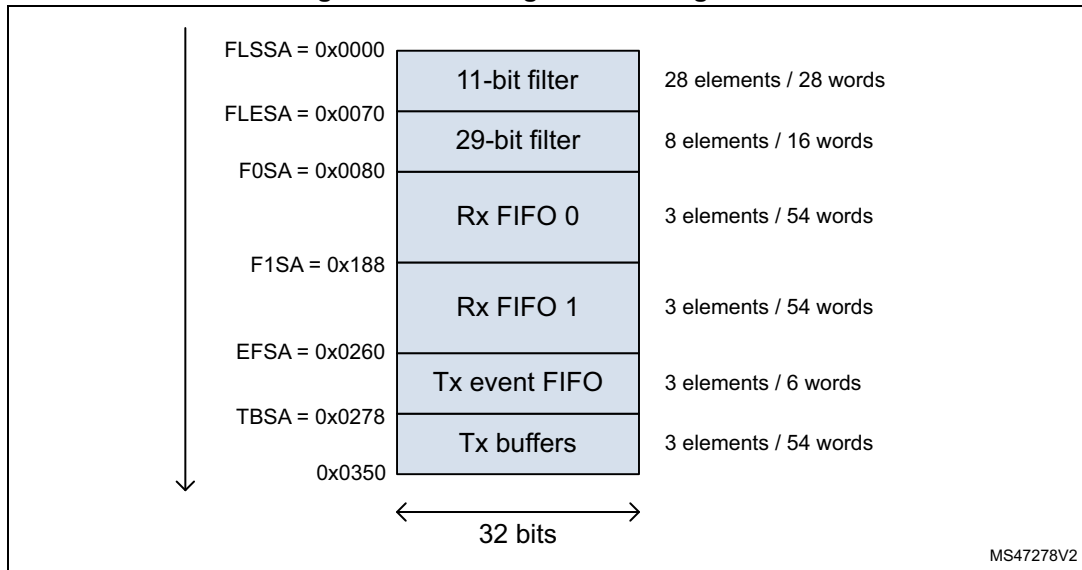 FLSSA = 0x0000
11-bit filter
28 elements / 28 words
FLESA = 0x0070
29-bit filter
8 elements / 16 words
F0SA = 0x0080
Rx FIFO 0
3 elements / 54 words
F1SA = 0x188
Rx FIFO 1
3 elements / 54 words
EFSA = 0x0260
Tx event FIFO
3 elements / 6 words
TBSA = 0x0278
Tx buffers
3 elements / 54 words
0x0350
32 bits
MS47278V2